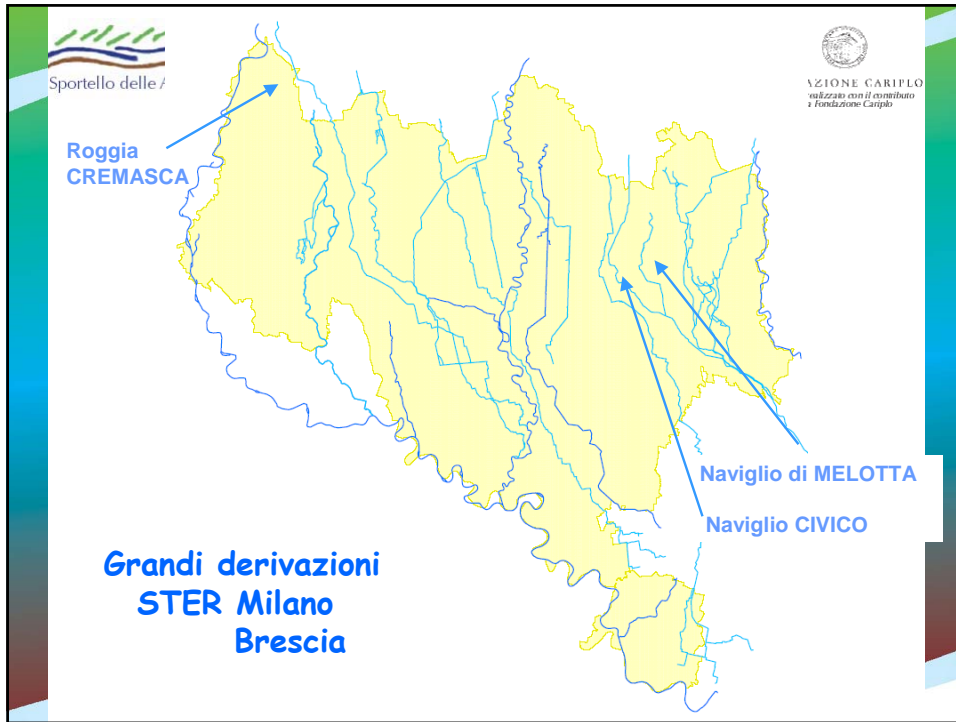 Sportello delle A
AZIONE CARIPLO
realizzato con il contributo
a Fondazione Cariplo
Roggia
CREMASCA
Naviglio di MELOTTA
Naviglio CIVICO
Grandi derivazioni
STER Milano
Brescia